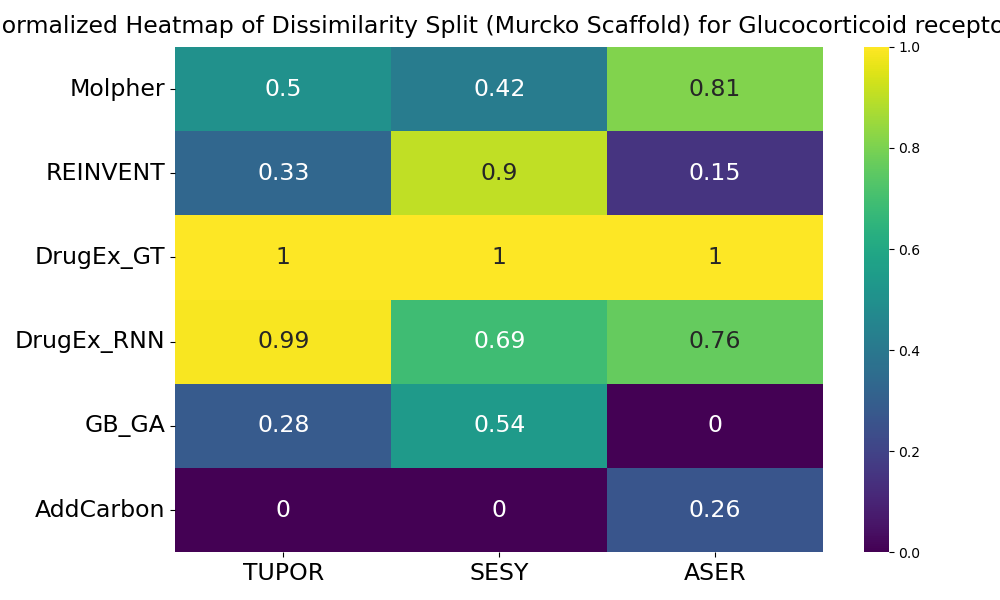 ormalized Heatmap of Dissimilarity Split (Murcko Scaffold) for Glucocorticoid recepto
Molpher 0.5 0.42 0.81
REINVENT 0.33 0.9 0.15
DrugEx_GT 1 1 1
DrugEx_RNN 0.99 0.69 0.76
GB_GA 0.28 0.54 0
AddCarbon 0 0 0.26
TUPOR SESY ASER
1.0
0.8
0.6
0.4
0.2
0.0